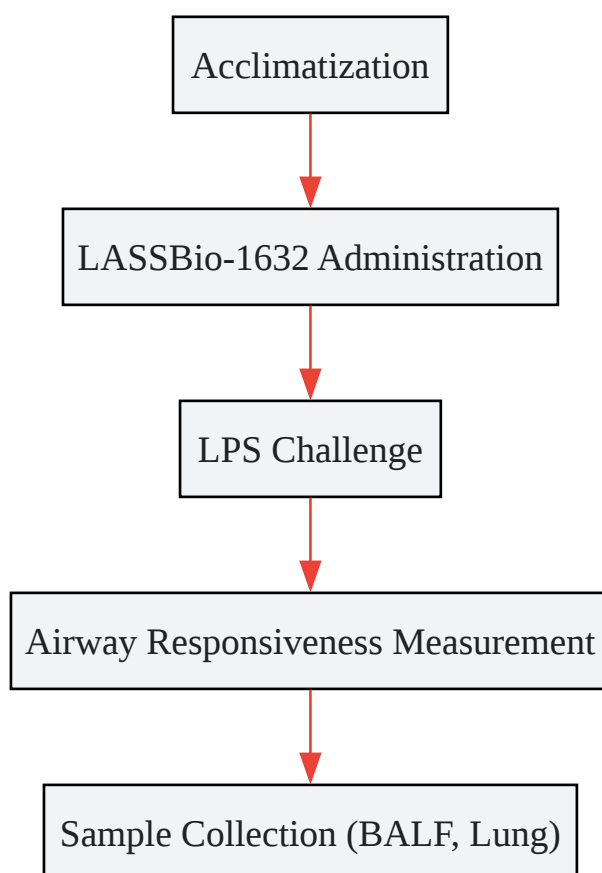 Acclimatization
LASSBio-1632 Administration
LPS Challenge
Airway Responsiveness Measurement
Sample Collection (BALF, Lung)